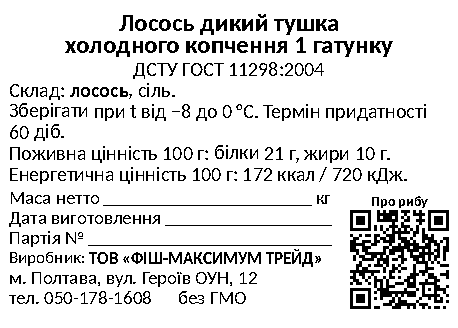 Лосось дикий тушка
холодного копчення 1 гатунку
ДСТУ ГОСТ 11298:2004
Склад: лосось, сіль.
Зберігати при t від –8 до 0 °С. Термін придатності
60 діб.
Поживна цінність 100 г: білки 21 г, жири 10 г.
Енергетична цінність 100 г: 172 ккал / 720 кДж.
Маса нетто ________________________ кг
Дата виготовлення ___________________
Партія № ____________________________
Про рибу
Виробник: ТОВ «ФІШ-МАКСИМУМ ТРЕЙД»
м. Полтава, вул. Героїв ОУН, 12
тел. 050-178-1608 без ГМО